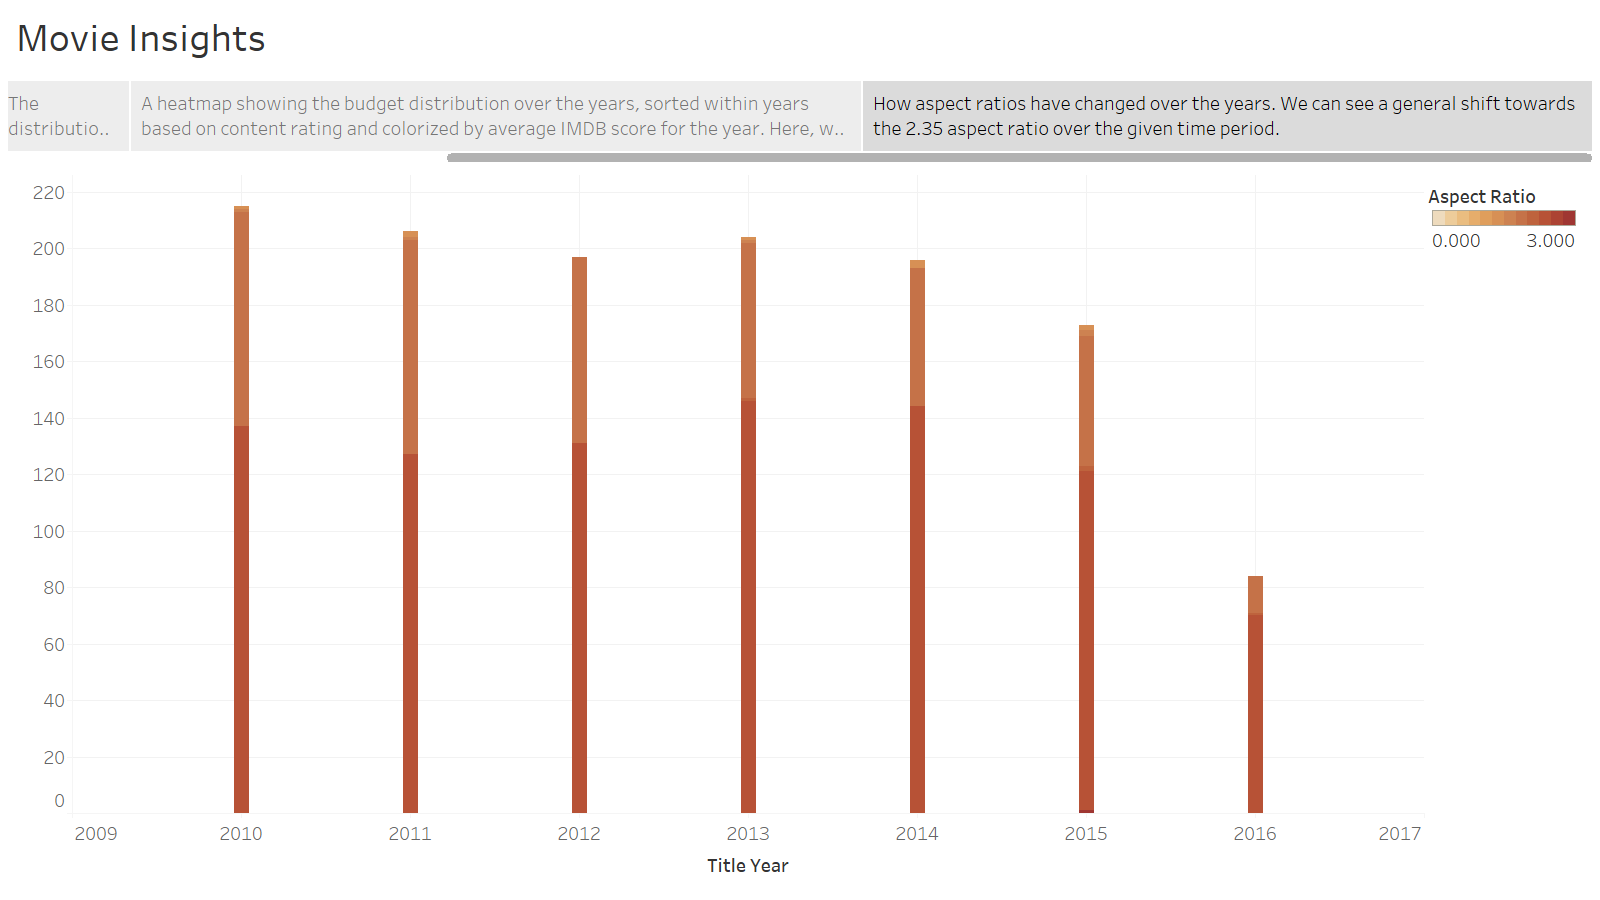 Movie Insights
The
distributio..
A heatmap showing the budget distribution over the years, sorted within years
based on content rating and colorized by average IMDB score for the year. Here, w..
How aspect ratios have changed over the years. We can see a general shift towards
the 2.35 aspect ratio over the given time period.
Aspect Ratio
0.000 3.000
220
200
180
160
140
120
100
80
60
40
20
0
2009 2010 2011 2012 2013 2014 2015 2016 2017
Title Year